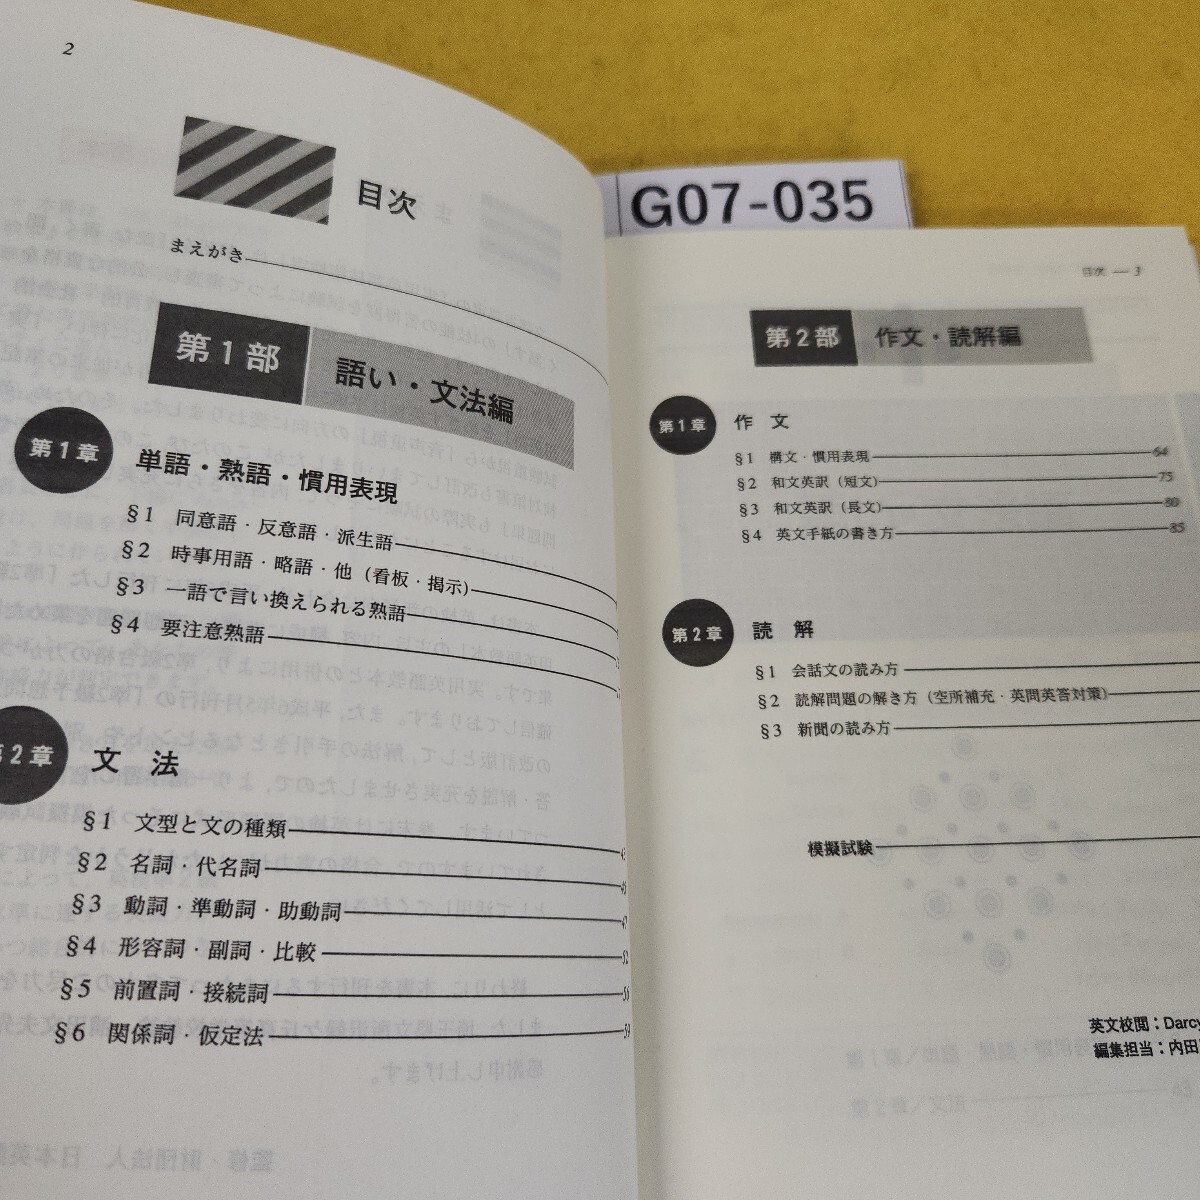 2
目次
まえがき
第1部 語い・文法編
第1章 単語・熟語・慣用表現
§1 同意語・反意語・派生語
§2 時事用語・略語・他（看板・掲示）
§3 一語で言い換えられる熟語
§4 要注意熟語
2章 文 法
§1 文型と文の種類
§2 名詞・代名詞 46
§3 動詞・準動詞・助動詞 47
§4 形容詞・副詞・比較 52
§5 前置詞・接続詞 56
§6 関係詞・仮定法 59
G07-035
目次 — 3
第2部 作文・読解編
第1章 作 文
§1 構文・慣用表現 64
§2 和文英訳（短文） 75
§3 和文英訳（長文） 80
§4 英文手紙の書き方 85
第2章 読 解
§1 会話文の読み方
§2 読解問題の解き方（空所補充・英問英答対策）
§3 新聞の読み方
模擬試験
英文校閲：Darcy
編集担当：内田